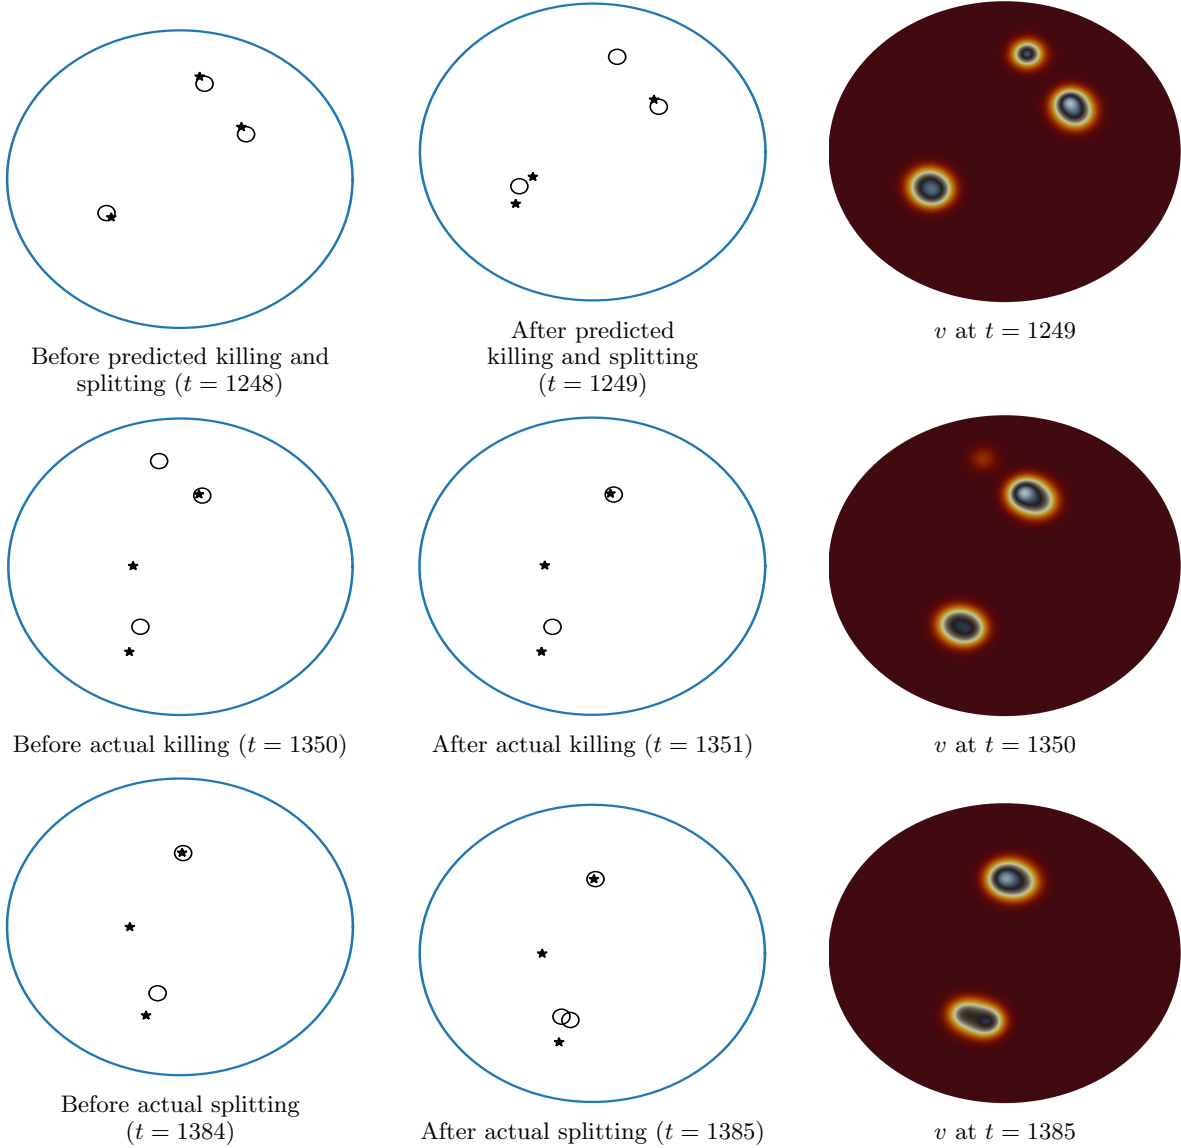 Before predicted killing and
splitting (t = 1248)
After predicted
killing and splitting
(t = 1249)
v at t = 1249
Before actual killing (t = 1350)
After actual killing (t = 1351)
v at t = 1350
Before actual splitting
(t = 1384)
After actual splitting (t = 1385)
v at t = 1385